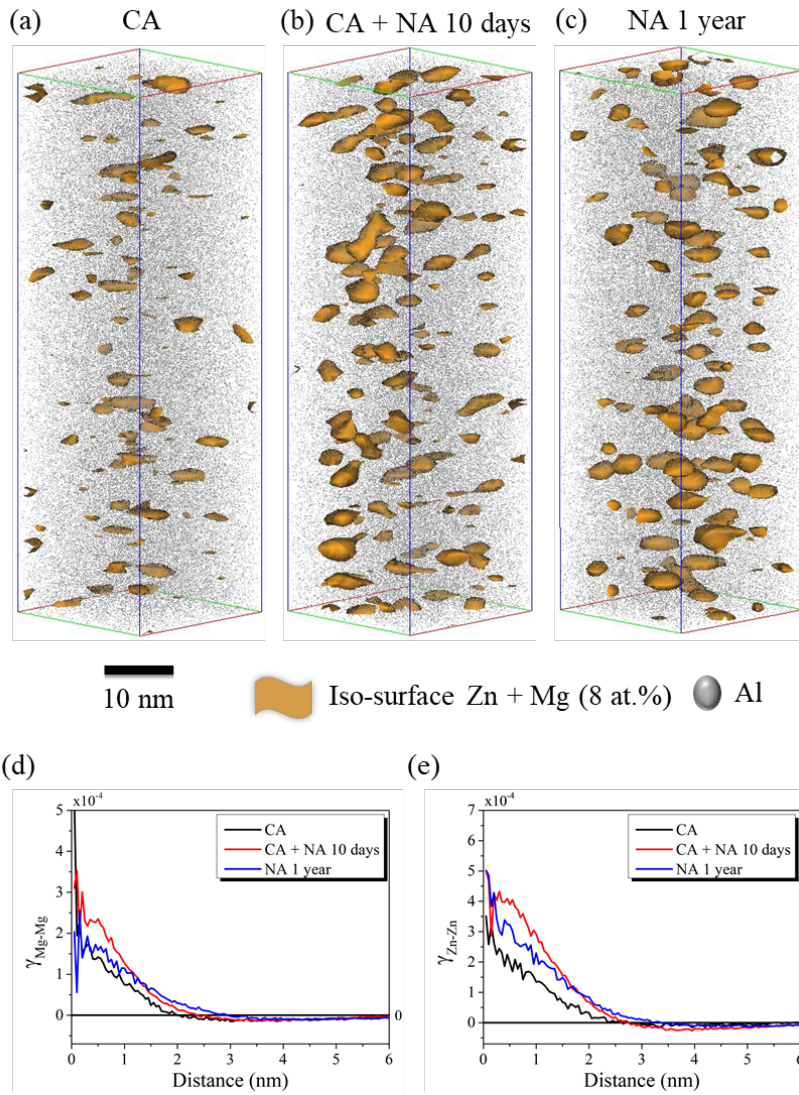 (a) CA (b) CA + NA 10 days (c) NA 1 year
10 nm Iso-surface Zn + Mg (8 at.%) Al
(d)
x10⁻⁴
5
4
3
2
1
0
γMg-Mg
CA
CA + NA 10 days
NA 1 year
0
0 1 2 3 4 5 6
Distance (nm)
(e)
x10⁻⁴
7
6
5
4
3
2
1
0
γZn-Zn
CA
CA + NA 10 days
NA 1 year
0 1 2 3 4 5 6
Distance (nm)